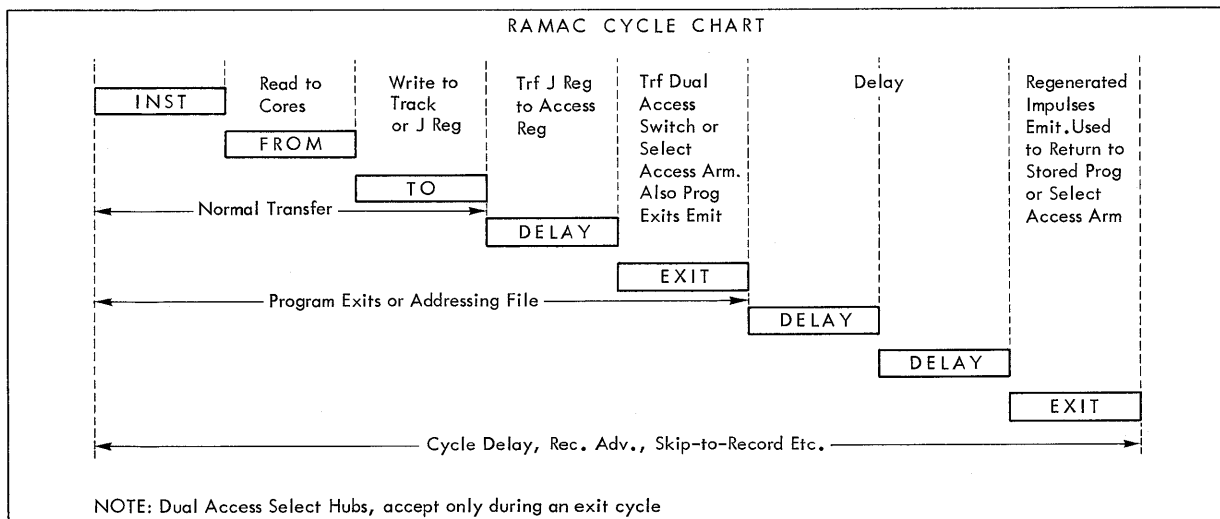 RAMAC CYCLE CHART
INST
Read to
Cores
FROM
Write to
Track
or J Reg
TO
Normal Transfer
Trf J Reg
to Access
Reg
DELAY
Trf Dual
Access
Switch or
Select
Access Arm.
Also Prog
Exits Emit
EXIT
Program Exits or Addressing File
Delay
DELAY
DELAY
Regenerated
Impulses
Emit.Used
to Return to
Stored Prog
or Select
Access Arm
EXIT
Cycle Delay, Rec. Adv., Skip-to-Record Etc.
NOTE: Dual Access Select Hubs, accept only during an exit cycle